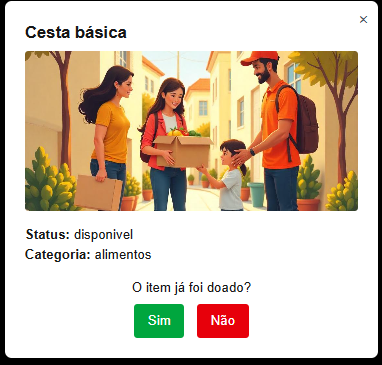 ×
Cesta básica
Status: disponivel
Categoria: alimentos
O item já foi doado?
Sim Não